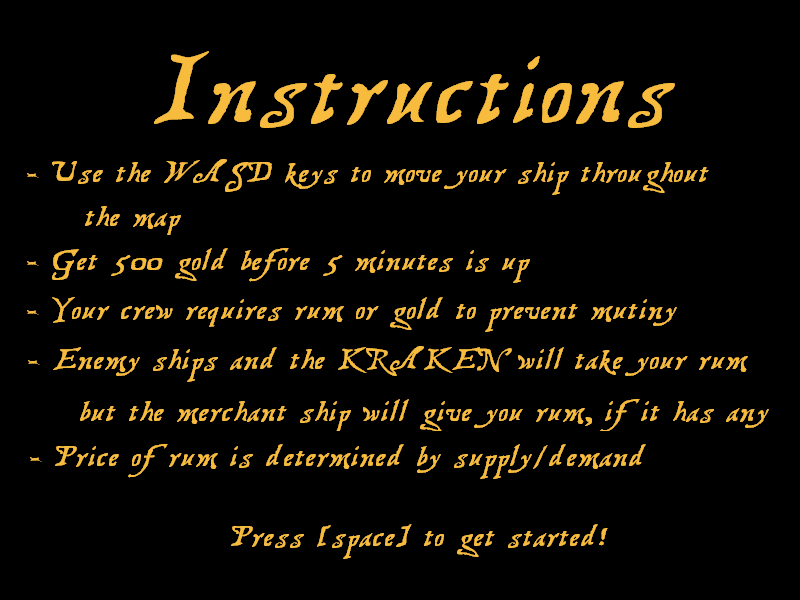 Instructions
- Use the WASD keys to move your ship throughout
the map
- Get 500 gold before 5 minutes is up
- Your crew requires rum or gold to prevent mutiny
- Enemy ships and the KRAKEN will take your rum
but the merchant ship will give you rum, if it has any
- Price of rum is determined by supply/demand
Press [space] to get started!